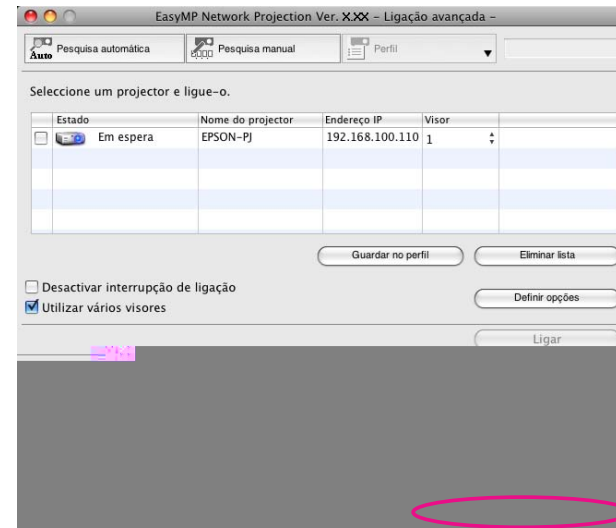 EasyMP Network Projection Ver. X.XX – Ligação avançada –
Auto Pesquisa automática Pesquisa manual Perfil
Seleccione um projector e ligue-o.
Estado Nome do projector Endereço IP Visor
Em espera EPSON-PJ 192.168.100.110 1
Guardar no perfil Eliminar lista
Desactivar interrupção de ligação
Utilizar vários visores Definir opções
Ligar